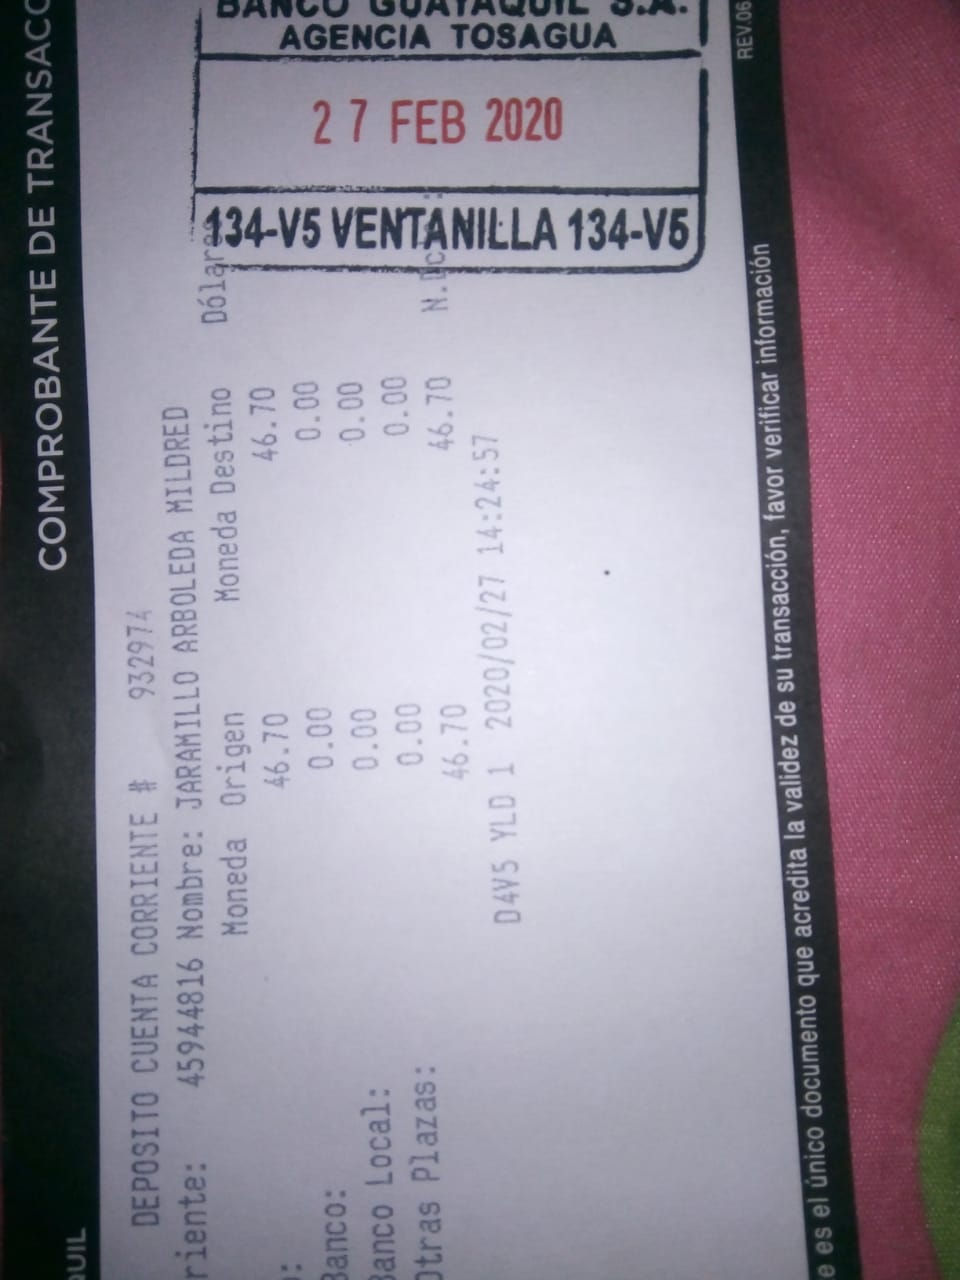 QUIL
COMPROBANTE DE TRANSACC
DEPOSITO CUENTA CORRIENTE # 932974
riente: 45944816 Nombre: JARAMILLO ARBOLEDA MILDRED
Moneda Origen Moneda Destino Dólares
o: 46.70 46.70
Banco: 0.00 0.00
Banco Local: 0.00 0.00
Otras Plazas: 0.00 0.00
46.70 46.70
D4V5 YLD 1 2020/02/27 14:24:57
134-V5 VENTANILLA 134-V5
27 FEB 2020
BANCO GUAYAQUIL S.A.
AGENCIA TOSAGUA
te es el único documento que acredita la validez de su transacción, favor verificar información
REV.06